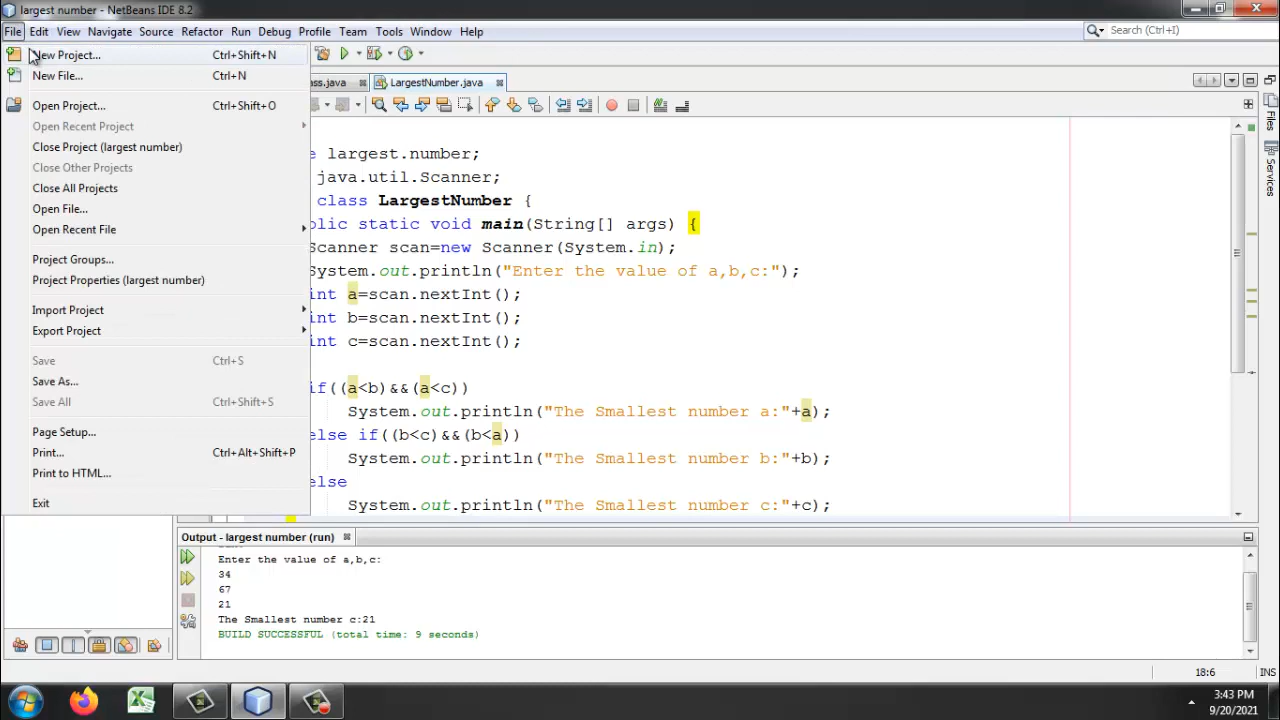 largest number - NetBeans IDE 8.2
File Edit View Navigate Source Refactor Run Debug Profile Team Tools Window Help
Search (Ctrl+I)
New Project... Ctrl+Shift+N
New File... Ctrl+N
Open Project... Ctrl+Shift+O
Open Recent Project
Close Project (largest number)
Close Other Projects
Close All Projects
Open File...
Open Recent File
Project Groups...
Project Properties (largest number)
Import Project
Export Project
Save Ctrl+S
Save As...
Save All Ctrl+Shift+S
Page Setup...
Print... Ctrl+Alt+Shift+P
Print to HTML...
Exit
ass.java LargestNumber.java
e largest.number;
java.util.Scanner;
class LargestNumber {
blic static void main(String[] args) {
Scanner scan=new Scanner(System.in);
System.out.println("Enter the value of a,b,c:");
int a=scan.nextInt();
int b=scan.nextInt();
int c=scan.nextInt();
if((a<b)&&(a<c))
System.out.println("The Smallest number a:"+a);
else if((b<c)&&(b<a))
System.out.println("The Smallest number b:"+b);
else
System.out.println("The Smallest number c:"+c);
Files
Services
Output - largest number (run)
Enter the value of a,b,c:
34
67
21
The Smallest number c:21
BUILD SUCCESSFUL (total time: 9 seconds)
18:6 INS
3:43 PM
9/20/2021